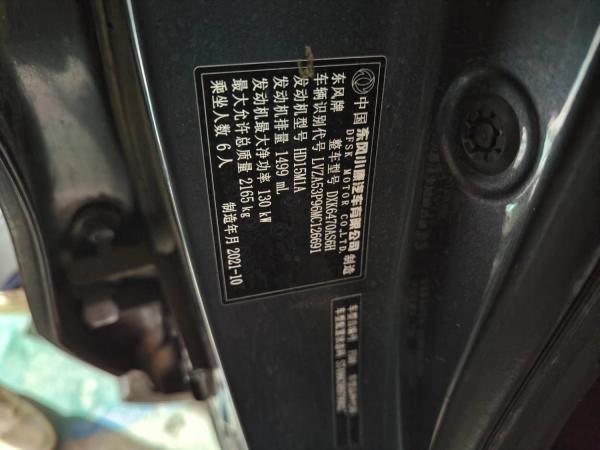 中国 东风小康汽车有限公司 制造
DFSK MOTOR CO.,LTD.
东风牌 整车型号 DXK6470AS6H
车辆识别代号 LVZA53P96MC126691
发动机型号 HD15M1A
发动机排量 1499 mL
发动机最大净功率 130 kW
最大允许总质量 2165 kg
乘坐人数 6 人 制造年月 2021-10